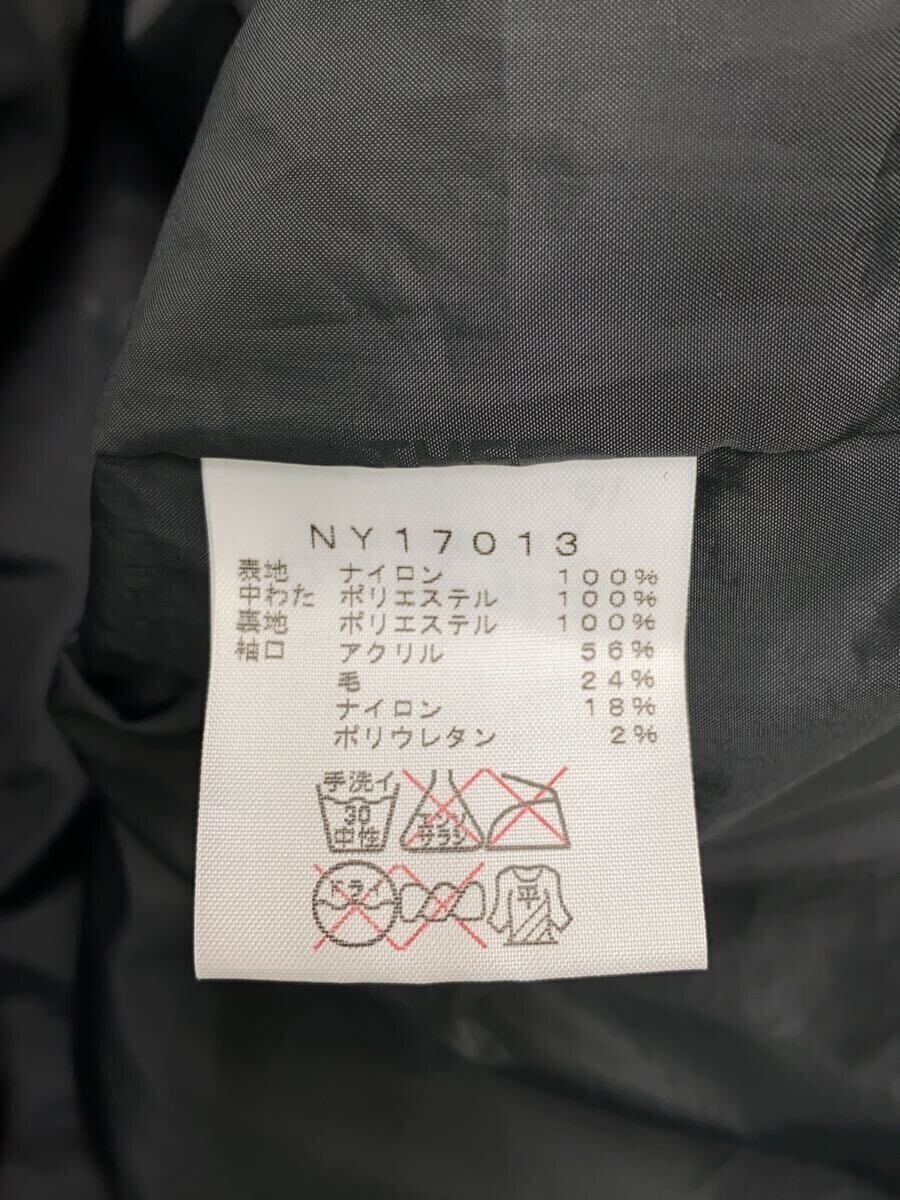 NY17013
表地 ナイロン 100%
中わた ポリエステル 100%
裏地 ポリエステル 100%
袖口 アクリル 56%
毛 24%
ナイロン 18%
ポリウレタン 2%
手洗イ
30
中性
エンソ
サラシ
ドライ
平